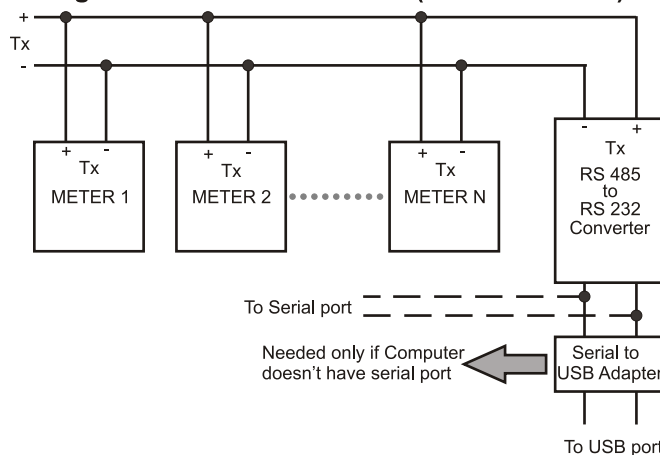 +
Tx
-
+ -
Tx
METER 1
+ -
Tx
METER 2
+ -
Tx
METER N
- +
Tx
RS 485
to
RS 232
Converter
To Serial port
Needed only if Computer
doesn't have serial port
Serial to
USB Adapter
To USB port